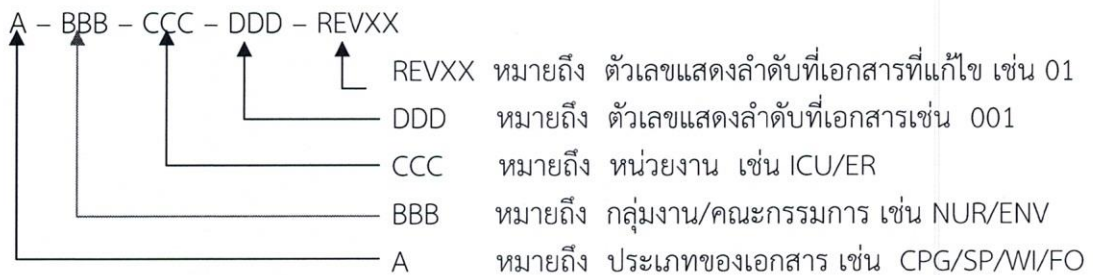 A – BBB – CCC – DDD – REVXX
REVXX หมายถึง ตัวเลขแสดงลำดับที่เอกสารที่แก้ไข เช่น 01
DDD หมายถึง ตัวเลขแสดงลำดับที่เอกสารเช่น 001
CCC หมายถึง หน่วยงาน เช่น ICU/ER
BBB หมายถึง กลุ่มงาน/คณะกรรมการ เช่น NUR/ENV
A หมายถึง ประเภทของเอกสาร เช่น CPG/SP/WI/FO